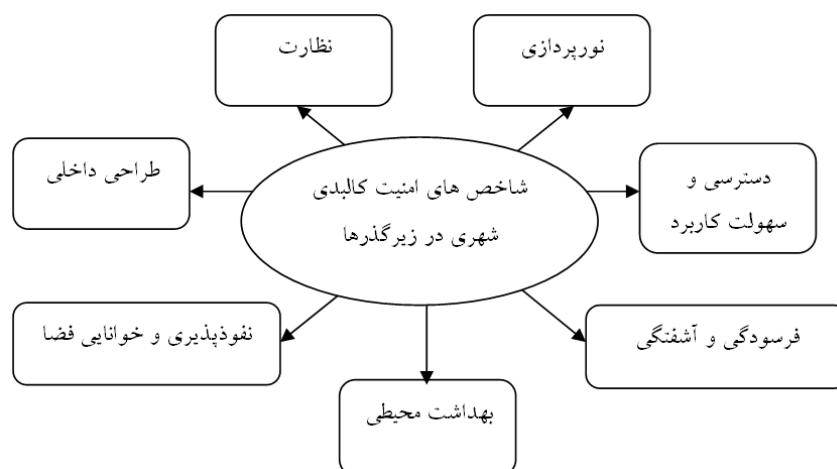 نورپردازی
نظارت
دسترسی و
سهولت کاربرد
شاخص های امنیت کالبدی
شهری در زیرگذرها
طراحی داخلی
فرسودگی و آشفتگی
نفوذپذیری و خوانایی فضا
بهداشت محیطی